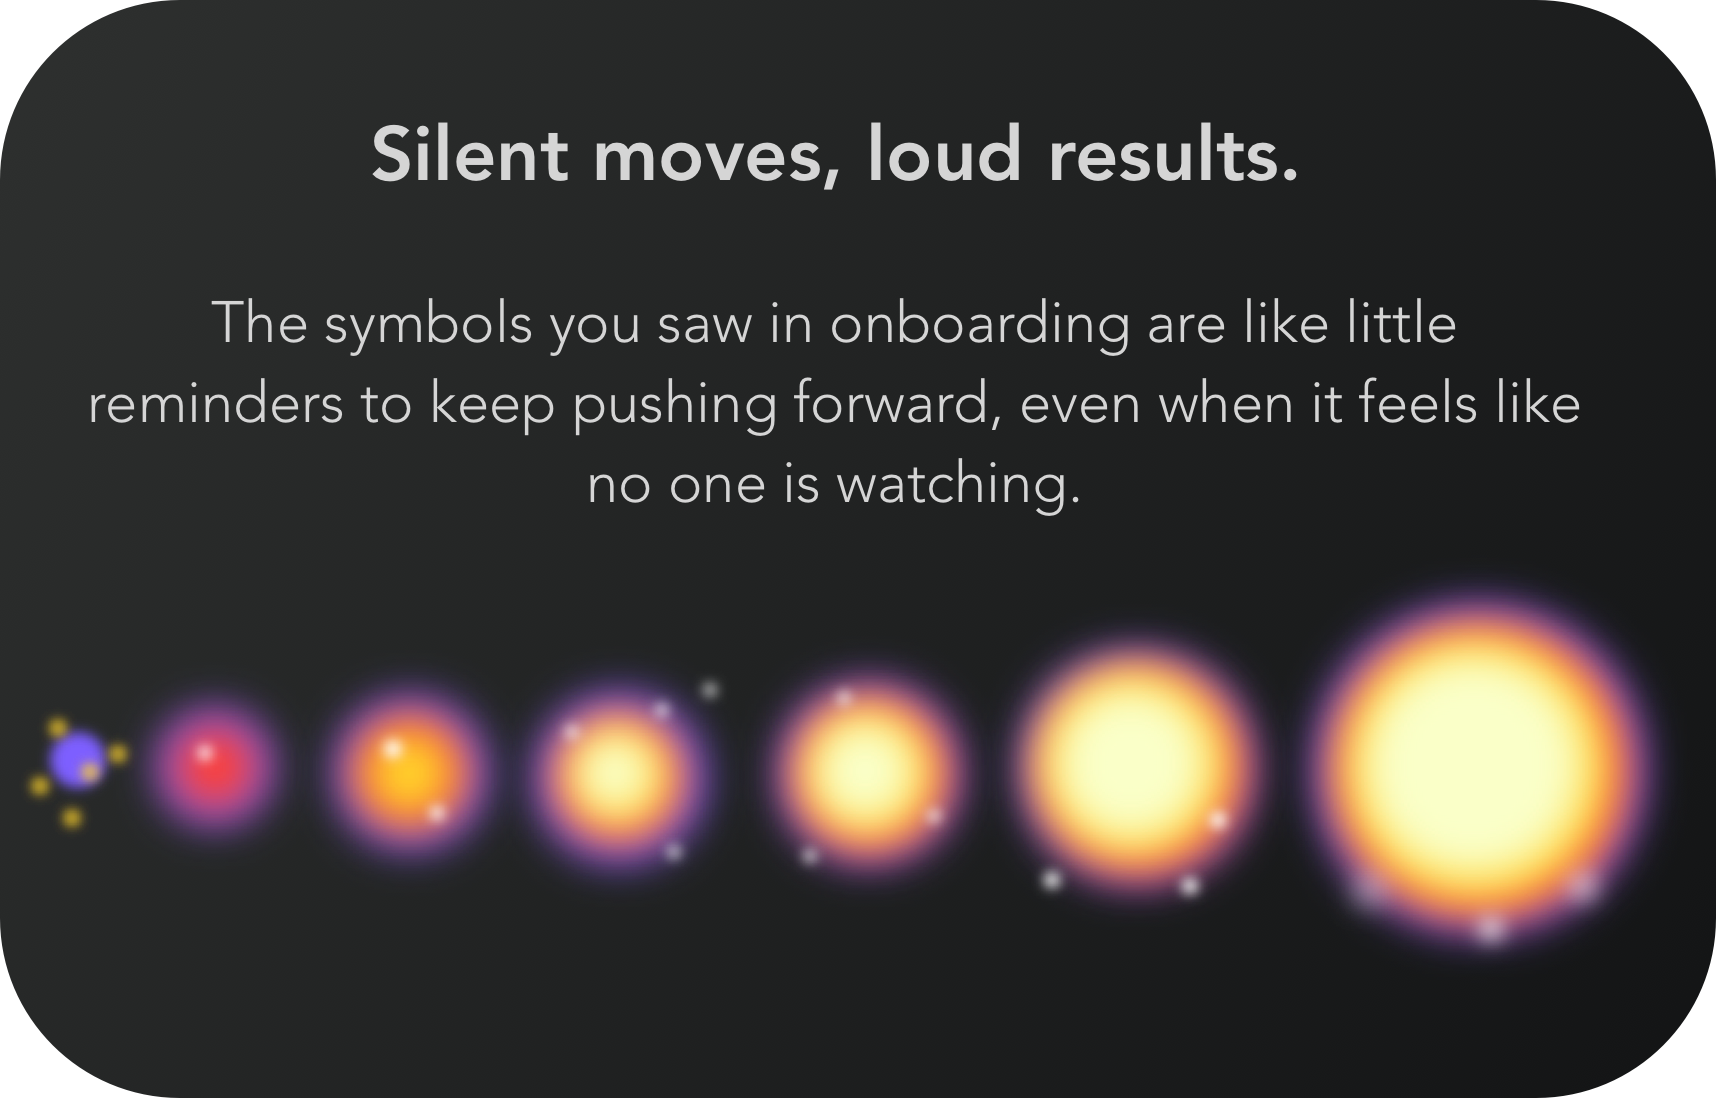 Silent moves, loud results.
The symbols you saw in onboarding are like little
reminders to keep pushing forward, even when it feels like
no one is watching.